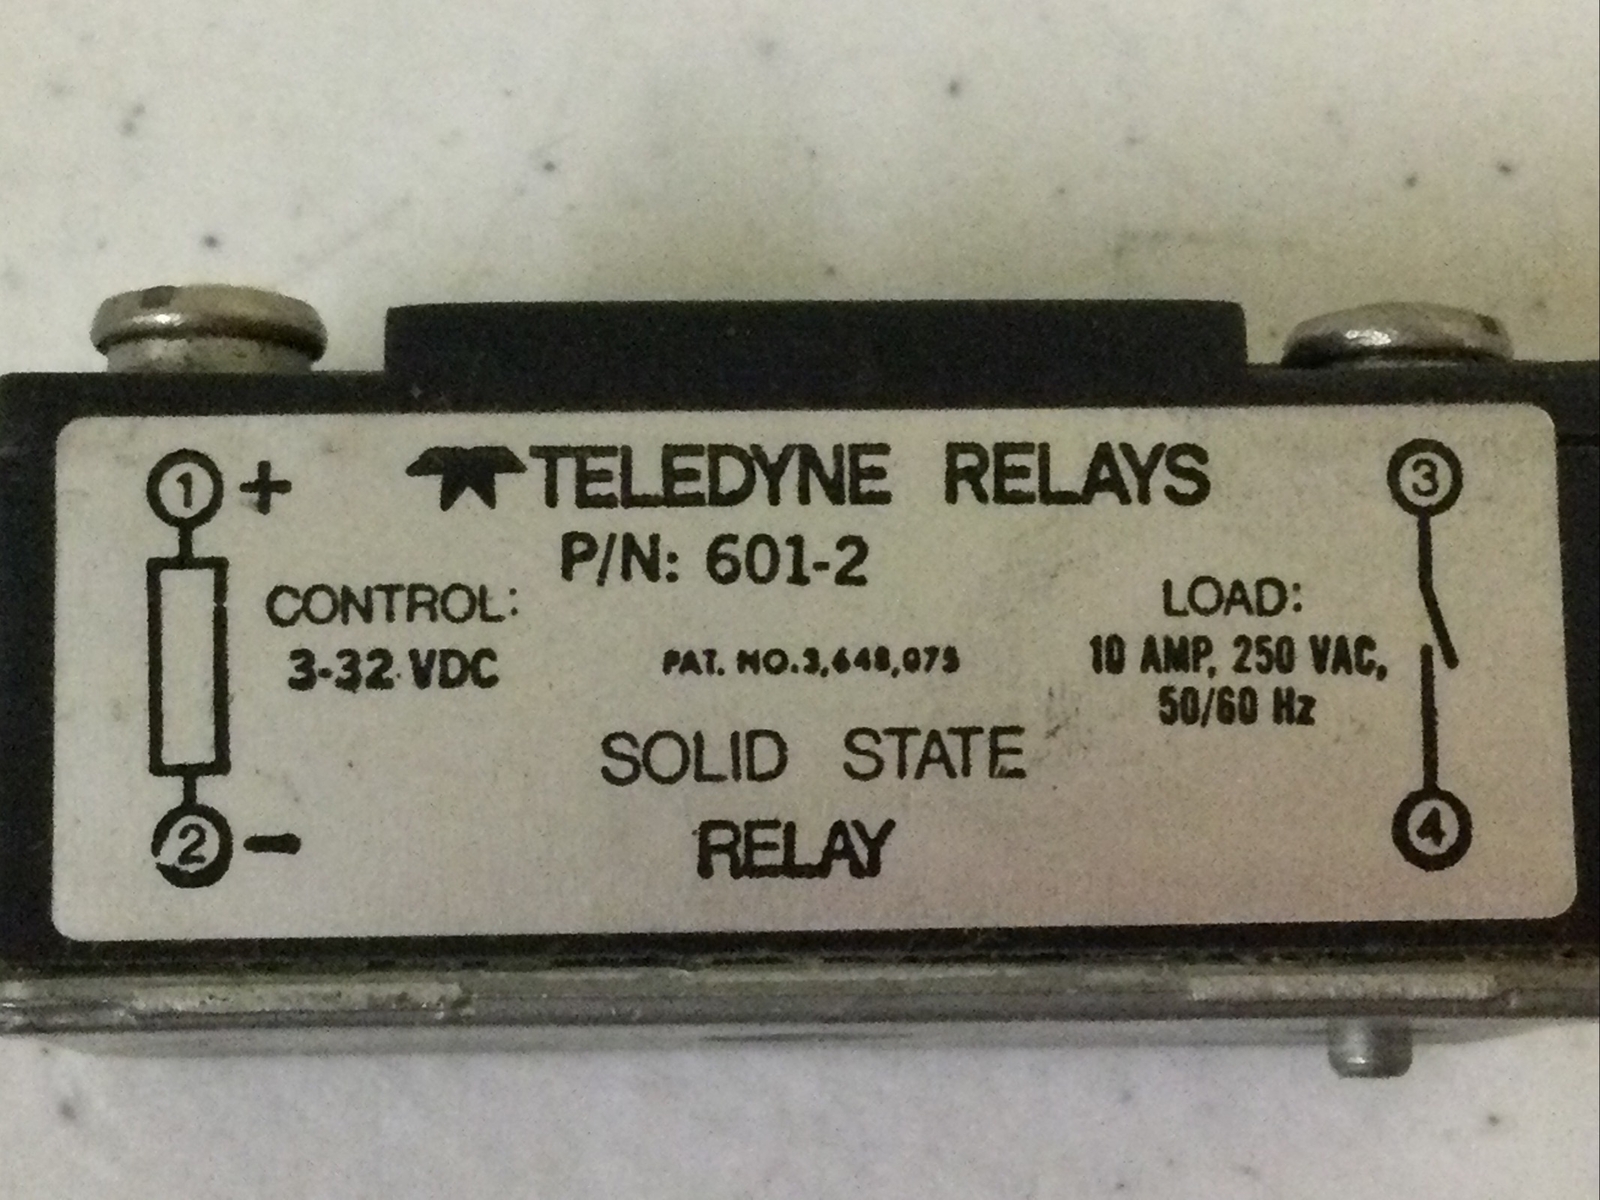 TELEDYNE RELAYS
1 +
3
P/N: 601-2
CONTROL:
3-32 VDC
LOAD:
10 AMP, 250 VAC,
50/60 Hz
PAT. NO.3,648,075
SOLID STATE
RELAY
2 -
4